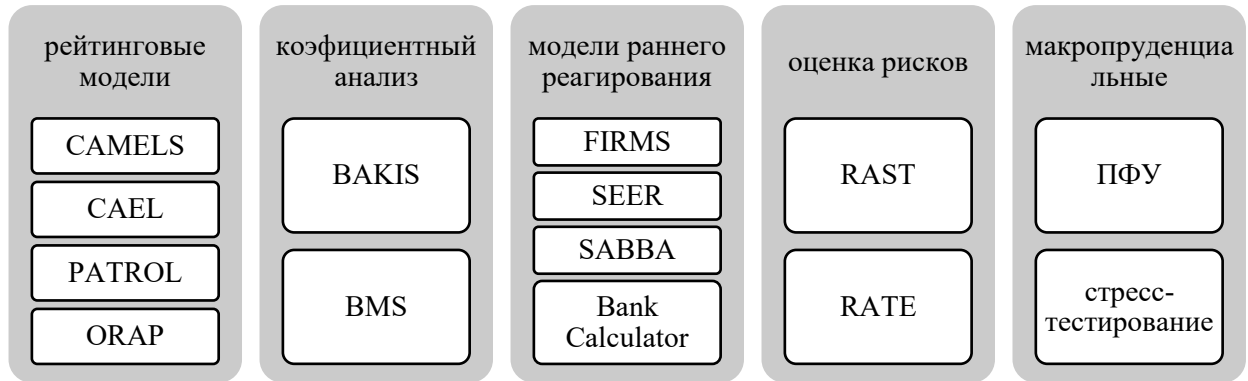 рейтинговые
модели
CAMELS
CAEL
PATROL
ORAP
коэфициентный
анализ
BAKIS
BMS
модели раннего
реагирования
FIRMS
SEER
SABBA
Bank
Calculator
оценка рисков
RAST
RATE
макропруденциа
льные
ПФУ
стресс-
тестирование